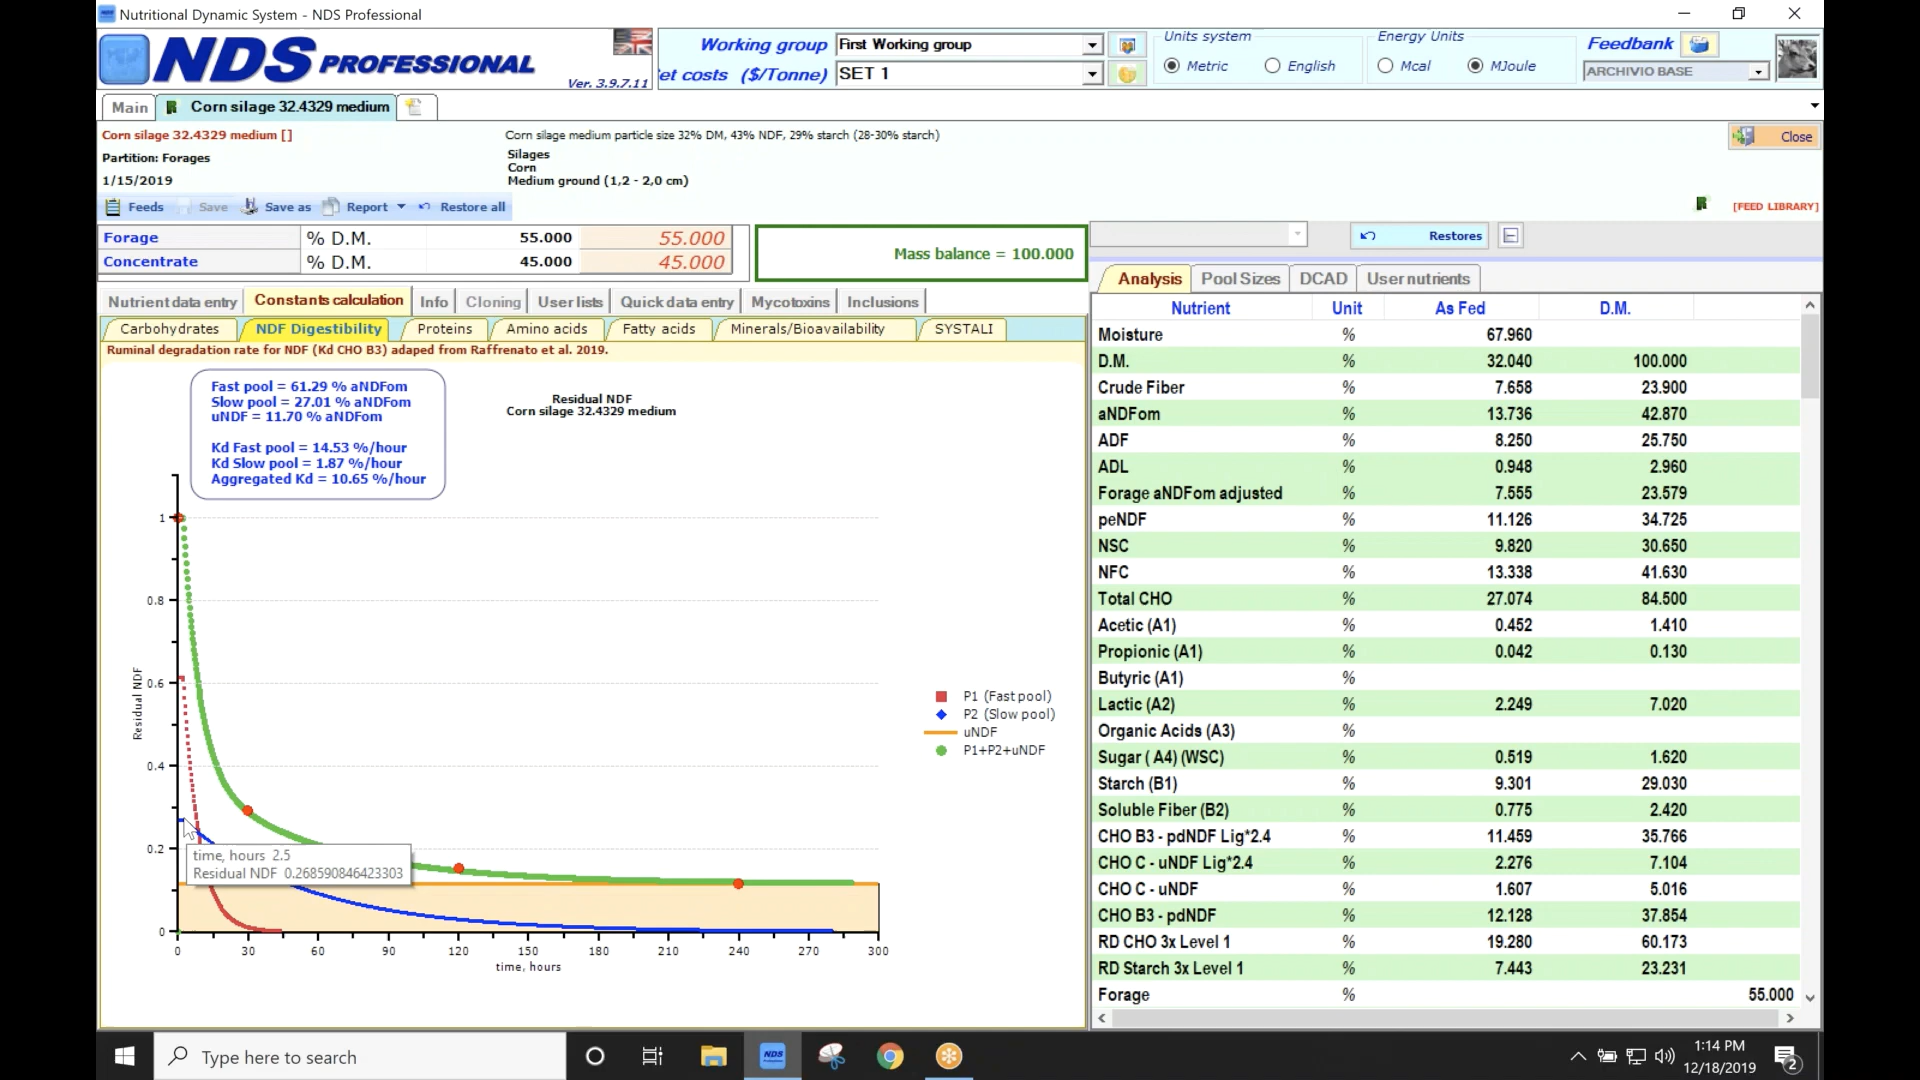 Nutritional Dynamic System - NDS Professional
NDS PROFESSIONAL
Ver. 3.9.7.11
Working group First Working group
et costs ($/Tonne) SET 1
Units system
Metric English
Energy Units
Mcal MJoule
Feedbank
ARCHIVIO BASE
Main Corn silage 32.4329 medium
Corn silage 32.4329 medium []
Partition: Forages
1/15/2019
Corn silage medium particle size 32% DM, 43% NDF, 29% starch (28-30% starch)
Silages
Corn
Medium ground (1,2 - 2,0 cm)
Close
Feeds Save Save as Report Restore all
[FEED LIBRARY]
Forage % D.M. 55.000 55.000
Concentrate % D.M. 45.000 45.000
Mass balance = 100.000
Restores
Nutrient data entry Constants calculation Info Cloning User lists Quick data entry Mycotoxins Inclusions
Carbohydrates NDF Digestibility Proteins Amino acids Fatty acids Minerals/Bioavailability SYSTALI
Ruminal degradation rate for NDF (Kd CHO B3) adaped from Raffrenato et al. 2019.
Fast pool = 61.29 % aNDFom
Slow pool = 27.01 % aNDFom
uNDF = 11.70 % aNDFom
Kd Fast pool = 14.53 %/hour
Kd Slow pool = 1.87 %/hour
Aggregated Kd = 10.65 %/hour
Residual NDF
Corn silage 32.4329 medium
1
0.8
0.6
0.4
0.2
0
Residual NDF
time, hours 2.5
Residual NDF 0.268590846423303
0 30 60 90 120 150 180 210 240 270 300
time, hours
P1 (Fast pool)
P2 (Slow pool)
uNDF
P1+P2+uNDF
Analysis Pool Sizes DCAD User nutrients
Nutrient Unit As Fed D.M.
Moisture % 67.960
D.M. % 32.040 100.000
Crude Fiber % 7.658 23.900
aNDFom % 13.736 42.870
ADF % 8.250 25.750
ADL % 0.948 2.960
Forage aNDFom adjusted % 7.555 23.579
peNDF % 11.126 34.725
NSC % 9.820 30.650
NFC % 13.338 41.630
Total CHO % 27.074 84.500
Acetic (A1) % 0.452 1.410
Propionic (A1) % 0.042 0.130
Butyric (A1) %
Lactic (A2) % 2.249 7.020
Organic Acids (A3) %
Sugar ( A4) (WSC) % 0.519 1.620
Starch (B1) % 9.301 29.030
Soluble Fiber (B2) % 0.775 2.420
CHO B3 - pdNDF Lig*2.4 % 11.459 35.766
CHO C - uNDF Lig*2.4 % 2.276 7.104
CHO C - uNDF % 1.607 5.016
CHO B3 - pdNDF % 12.128 37.854
RD CHO 3x Level 1 % 19.280 60.173
RD Starch 3x Level 1 % 7.443 23.231
Forage % 55.000
Type here to search
NDS
1:14 PM
12/18/2019
2